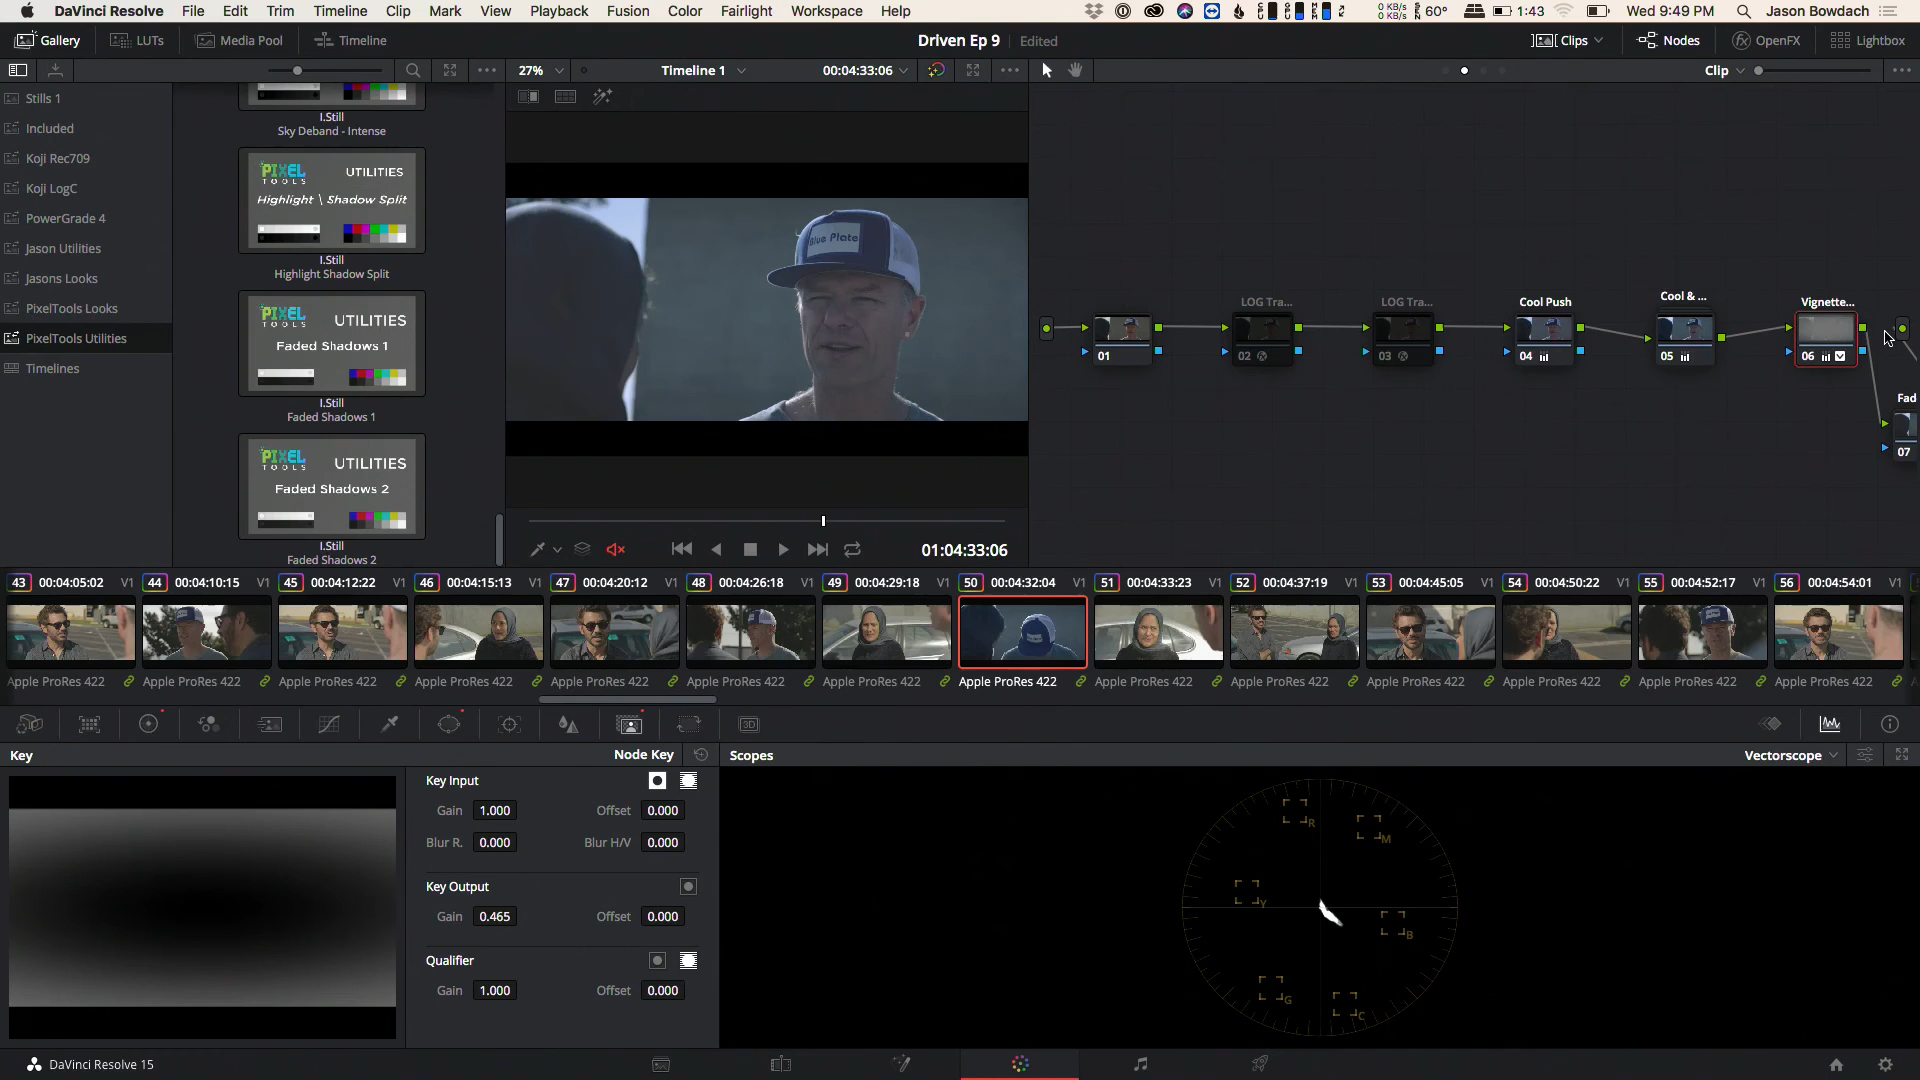 DaVinci Resolve File Edit Trim Timeline Clip Mark View Playback Fusion Color Fairlight Workspace Help
0 KB/s
0 KB/s
60° 1:43 Wed 9:49 PM Jason Bowdach
Gallery LUTs Media Pool Timeline
Driven Ep 9 Edited
Clips Nodes OpenFX Lightbox
27% Timeline 1 00:04:33:06 Clip
Stills 1
Included
Koji Rec709
Koji LogC
PowerGrade 4
Jason Utilities
Jasons Looks
PixelTools Looks
PixelTools Utilities
Timelines
I.Still
Sky Deband - Intense
PIXEL TOOLS UTILITIES
Highlight \ Shadow Split
I.Still
Highlight Shadow Split
PIXEL TOOLS UTILITIES
Faded Shadows 1
I.Still
Faded Shadows 1
PIXEL TOOLS UTILITIES
Faded Shadows 2
I.Still
Faded Shadows 2
Blue Plate
01:04:33:06
LOG Tra... LOG Tra... Cool Push Cool & ... Vignette...
01 02 03 04 05 06
Fad
07
43 00:04:05:02 V1 44 00:04:10:15 V1 45 00:04:12:22 V1 46 00:04:15:13 V1 47 00:04:20:12 V1 48 00:04:26:18 V1 49 00:04:29:18 V1 50 00:04:32:04 V1 51 00:04:33:23 V1 52 00:04:37:19 V1 53 00:04:45:05 V1 54 00:04:50:22 V1 55 00:04:52:17 V1 56 00:04:54:01 V1
Apple ProRes 422 Apple ProRes 422 Apple ProRes 422 Apple ProRes 422 Apple ProRes 422 Apple ProRes 422 Apple ProRes 422 Apple ProRes 422 Apple ProRes 422 Apple ProRes 422 Apple ProRes 422 Apple ProRes 422 Apple ProRes 422 Apple ProRes 422
3D
Key Node Key
Key Input
Gain 1.000 Offset 0.000
Blur R. 0.000 Blur H/V 0.000
Key Output
Gain 0.465 Offset 0.000
Qualifier
Gain 1.000 Offset 0.000
Scopes Vectorscope
R
M
Y
B
G
C
DaVinci Resolve 15